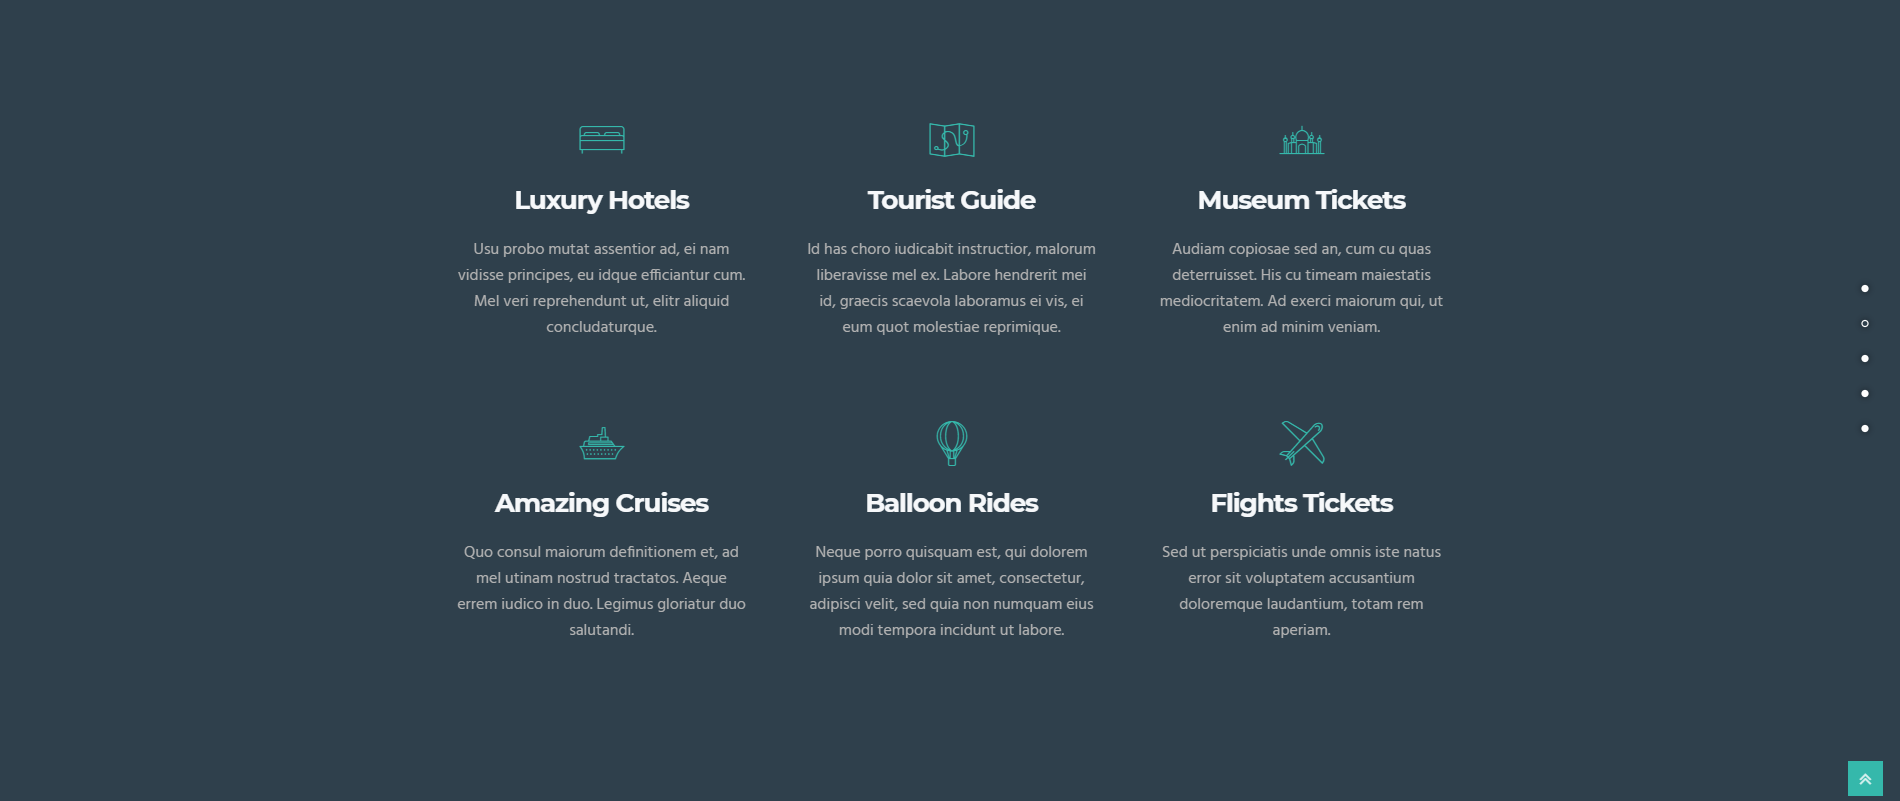 Luxury Hotels
Usu probo mutat assentior ad, ei nam
vidisse principes, eu idque efficiantur cum.
Mel veri reprehendunt ut, elitr aliquid
concludaturque.
Tourist Guide
Id has choro iudicabit instructior, malorum
liberavisse mel ex. Labore hendrerit mei
id, graecis scaevola laboramus ei vis, ei
eum quot molestiae reprimique.
Museum Tickets
Audiam copiosae sed an, cum cu quas
deterruisset. His cu timeam maiestatis
mediocritatem. Ad exerci maiorum qui, ut
enim ad minim veniam.
Amazing Cruises
Quo consul maiorum definitionem et, ad
mel utinam nostrud tractatos. Aeque
errem iudico in duo. Legimus gloriatur duo
salutandi.
Balloon Rides
Neque porro quisquam est, qui dolorem
ipsum quia dolor sit amet, consectetur,
adipisci velit, sed quia non numquam eius
modi tempora incidunt ut labore.
Flights Tickets
Sed ut perspiciatis unde omnis iste natus
error sit voluptatem accusantium
doloremque laudantium, totam rem
aperiam.